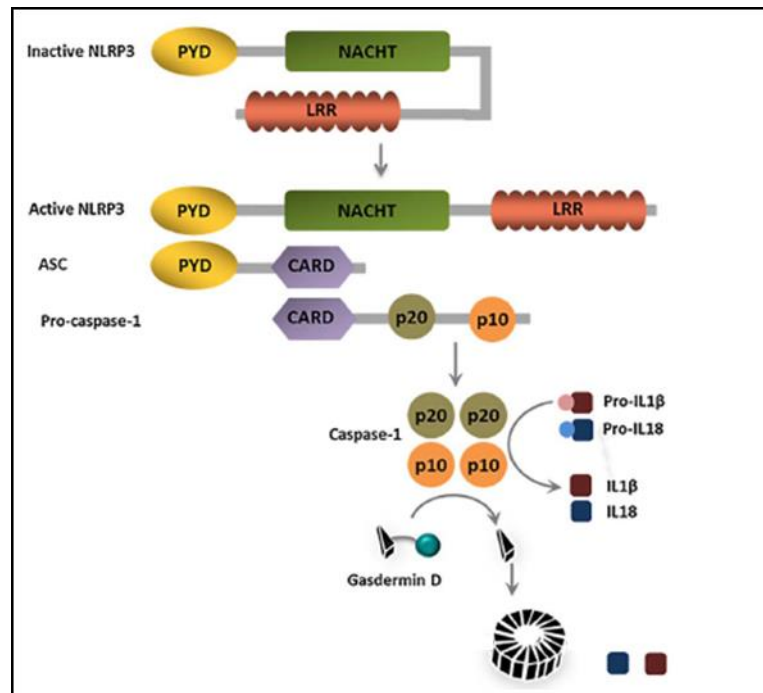 Inactive NLRP3 PYD NACHT
LRR
Active NLRP3 PYD NACHT LRR
ASC PYD CARD
Pro-caspase-1 CARD p20 p10
p20 p20 Pro-IL1β
Caspase-1 Pro-IL18
p10 p10 IL1β
IL18
Gasdermin D